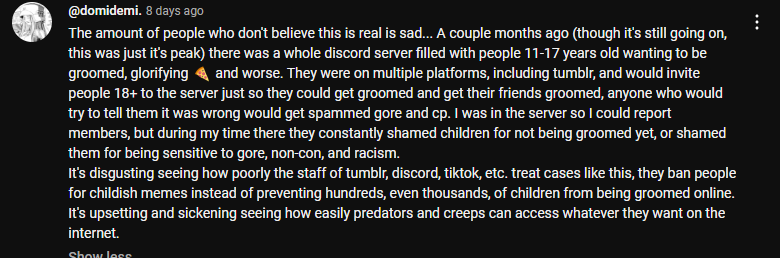 @domidemi. 8 days ago
The amount of people who don't believe this is real is sad... A couple months ago (though it's still going on,
this was just it's peak) there was a whole discord server filled with people 11-17 years old wanting to be
groomed, glorifying 🍕 and worse. They were on multiple platforms, including tumblr, and would invite
people 18+ to the server just so they could get groomed and get their friends groomed, anyone who would
try to tell them it was wrong would get spammed gore and cp. I was in the server so I could report
members, but during my time there they constantly shamed children for not being groomed yet, or shamed
them for being sensitive to gore, non-con, and racism.
It's disgusting seeing how poorly the staff of tumblr, discord, tiktok, etc. treat cases like this, they ban people
for childish memes instead of preventing hundreds, even thousands, of children from being groomed online.
It's upsetting and sickening seeing how easily predators and creeps can access whatever they want on the
internet.
Show less